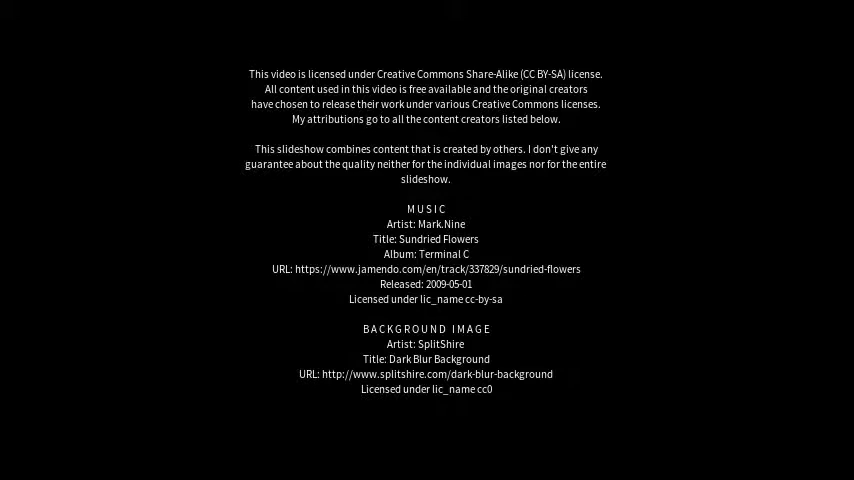 This video is licensed under Creative Commons Share-Alike (CC BY-SA) license.
All content used in this video is free available and the original creators
have chosen to release their work under various Creative Commons licenses.
My attributions go to all the content creators listed below.
This slideshow combines content that is created by others. I don't give any
guarantee about the quality neither for the individual images nor for the entire
slideshow.
MUSIC
Artist: Mark.Nine
Title: Sundried Flowers
Album: Terminal C
URL: https://www.jamendo.com/en/track/337829/sundried-flowers
Released: 2009-05-01
Licensed under lic_name cc-by-sa
BACKGROUND IMAGE
Artist: SplitShire
Title: Dark Blur Background
URL: http://www.splitshire.com/dark-blur-background
Licensed under lic_name cc0